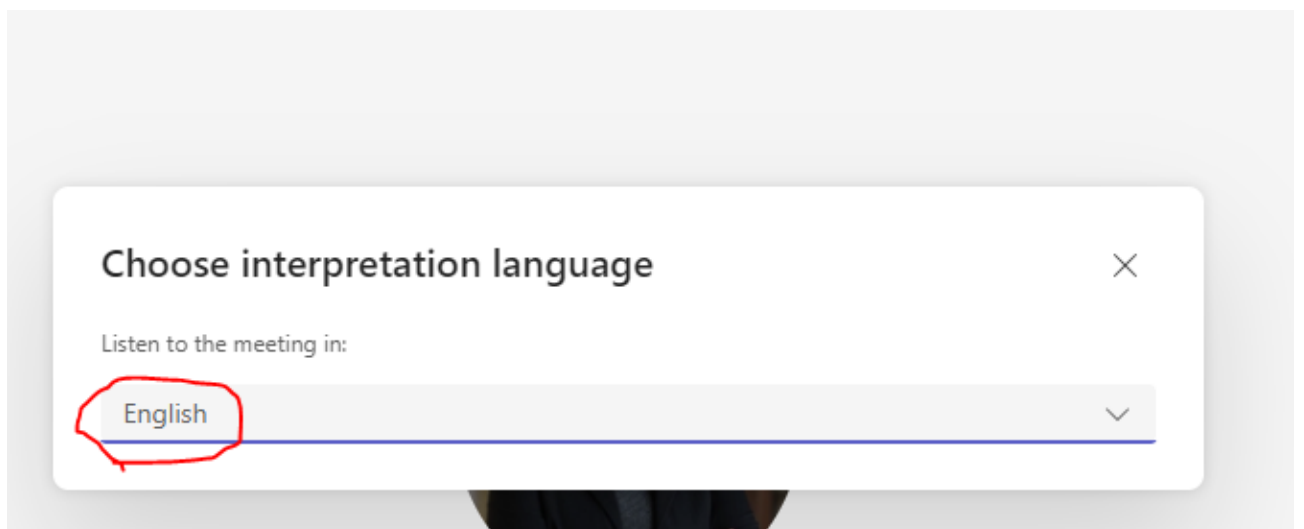 Choose interpretation language
Listen to the meeting in:
English